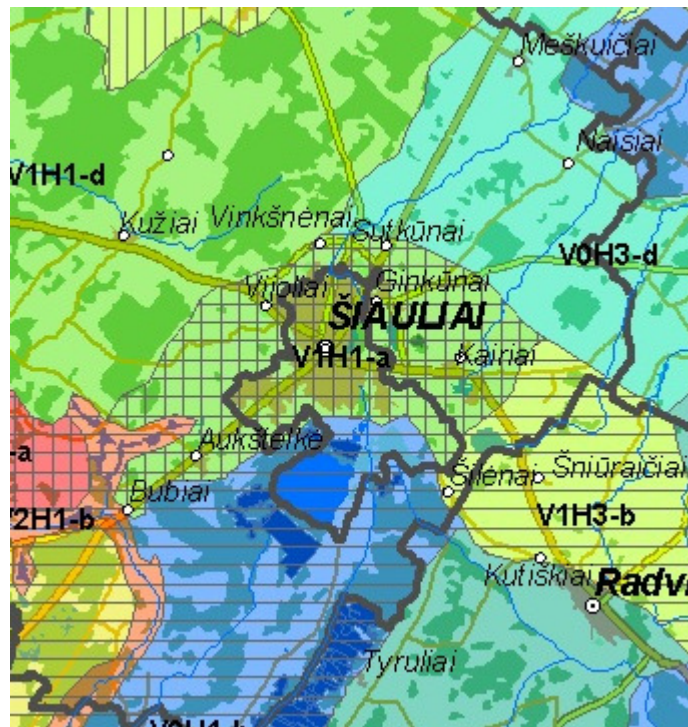 Meškuičiai
V1H1-d
Naisiai
Kužiai
Vinkšnėnai
Sutkūnai
V0H3-d
Vijoliai
Ginkūnai
ŠIAULIAI
V1H1-a
Kairiai
Aukštelkė
-a
Šilėnai
Šniūraičiai
Bubiai
2H1-b
V1H3-b
Kutiškiai
Radvi
Tyruliai